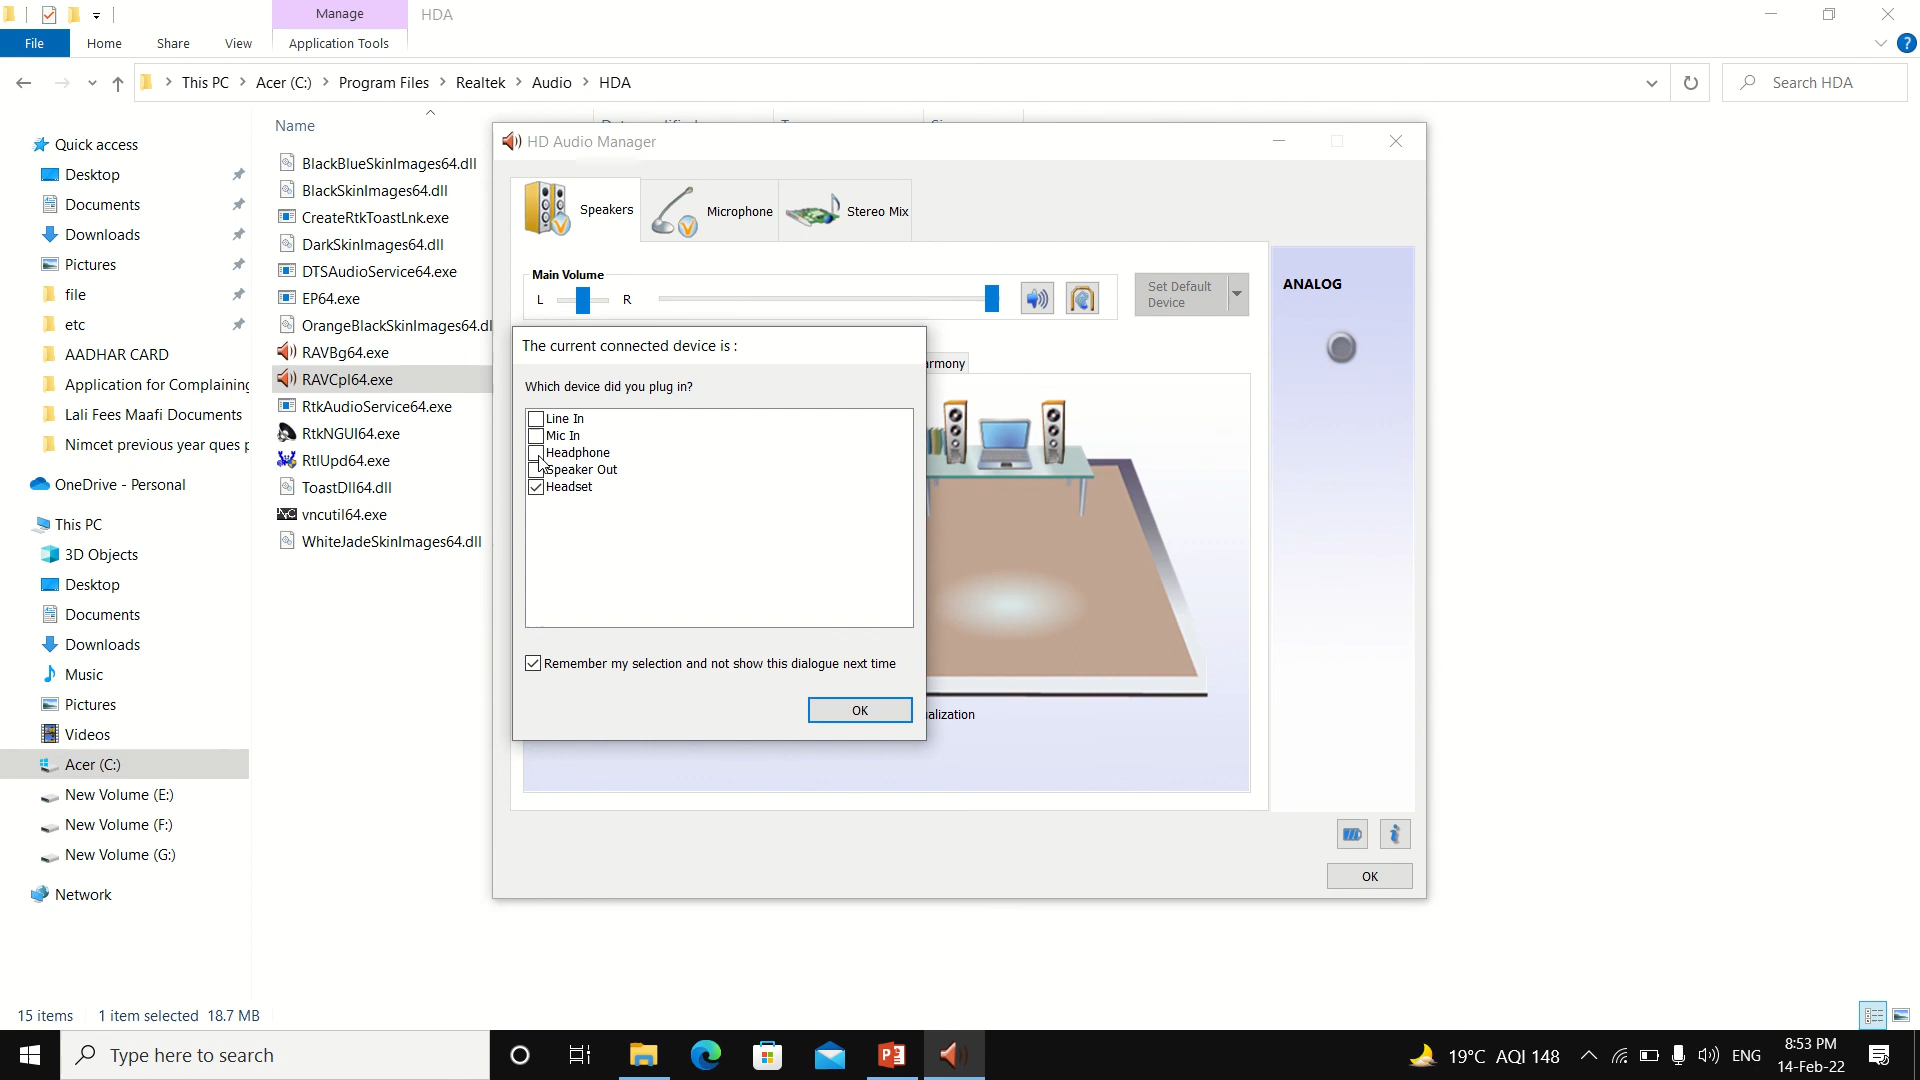 Manage
HDA
File
Home
Share
View
Application Tools
This PC
Acer (C:)
Program Files
Realtek
Audio
HDA
Search HDA
Quick access
Desktop
Documents
Downloads
Pictures
file
etc
AADHAR CARD
Application for Complaining
Lali Fees Maafi Documents
Nimcet previous year ques p
OneDrive - Personal
This PC
3D Objects
Desktop
Documents
Downloads
Music
Pictures
Videos
Acer (C:)
New Volume (E:)
New Volume (F:)
New Volume (G:)
Network
Name
BlackBlueSkinImages64.dll
BlackSkinImages64.dll
CreateRtkToastLnk.exe
DarkSkinImages64.dll
DTSAudioService64.exe
EP64.exe
OrangeBlackSkinImages64.dl
RAVBg64.exe
RAVCpl64.exe
RtkAudioService64.exe
RtkNGUI64.exe
RtlUpd64.exe
ToastDll64.dll
vncutil64.exe
WhiteJadeSkinImages64.dll
HD Audio Manager
Speakers
Microphone
Stereo Mix
Main Volume
L
R
Set Default
Device
ANALOG
armony
alization
The current connected device is :
Which device did you plug in?
Line In
Mic In
Headphone
Speaker Out
Headset
Remember my selection and not show this dialogue next time
OK
OK
15 items
1 item selected 18.7 MB
Type here to search
19°C AQI 148
ENG
8:53 PM
14-Feb-22